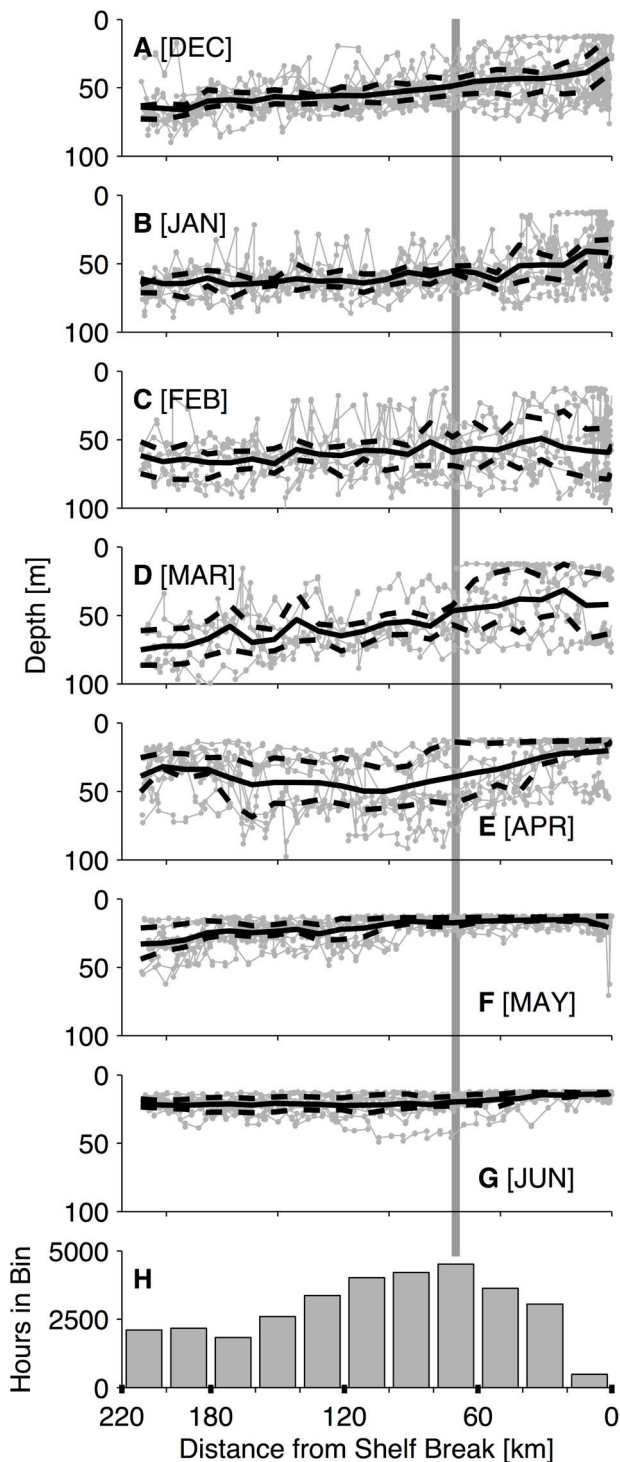 0
A [DEC]
50
100
0
B [JAN]
50
100
0
C [FEB]
50
100
0
D [MAR]
50
100
Depth [m]
0
50
E [APR]
100
0
50
F [MAY]
100
0
50
G [JUN]
100
5000
H
2500
0
Hours in Bin
220 180 120 60 0
Distance from Shelf Break [km]